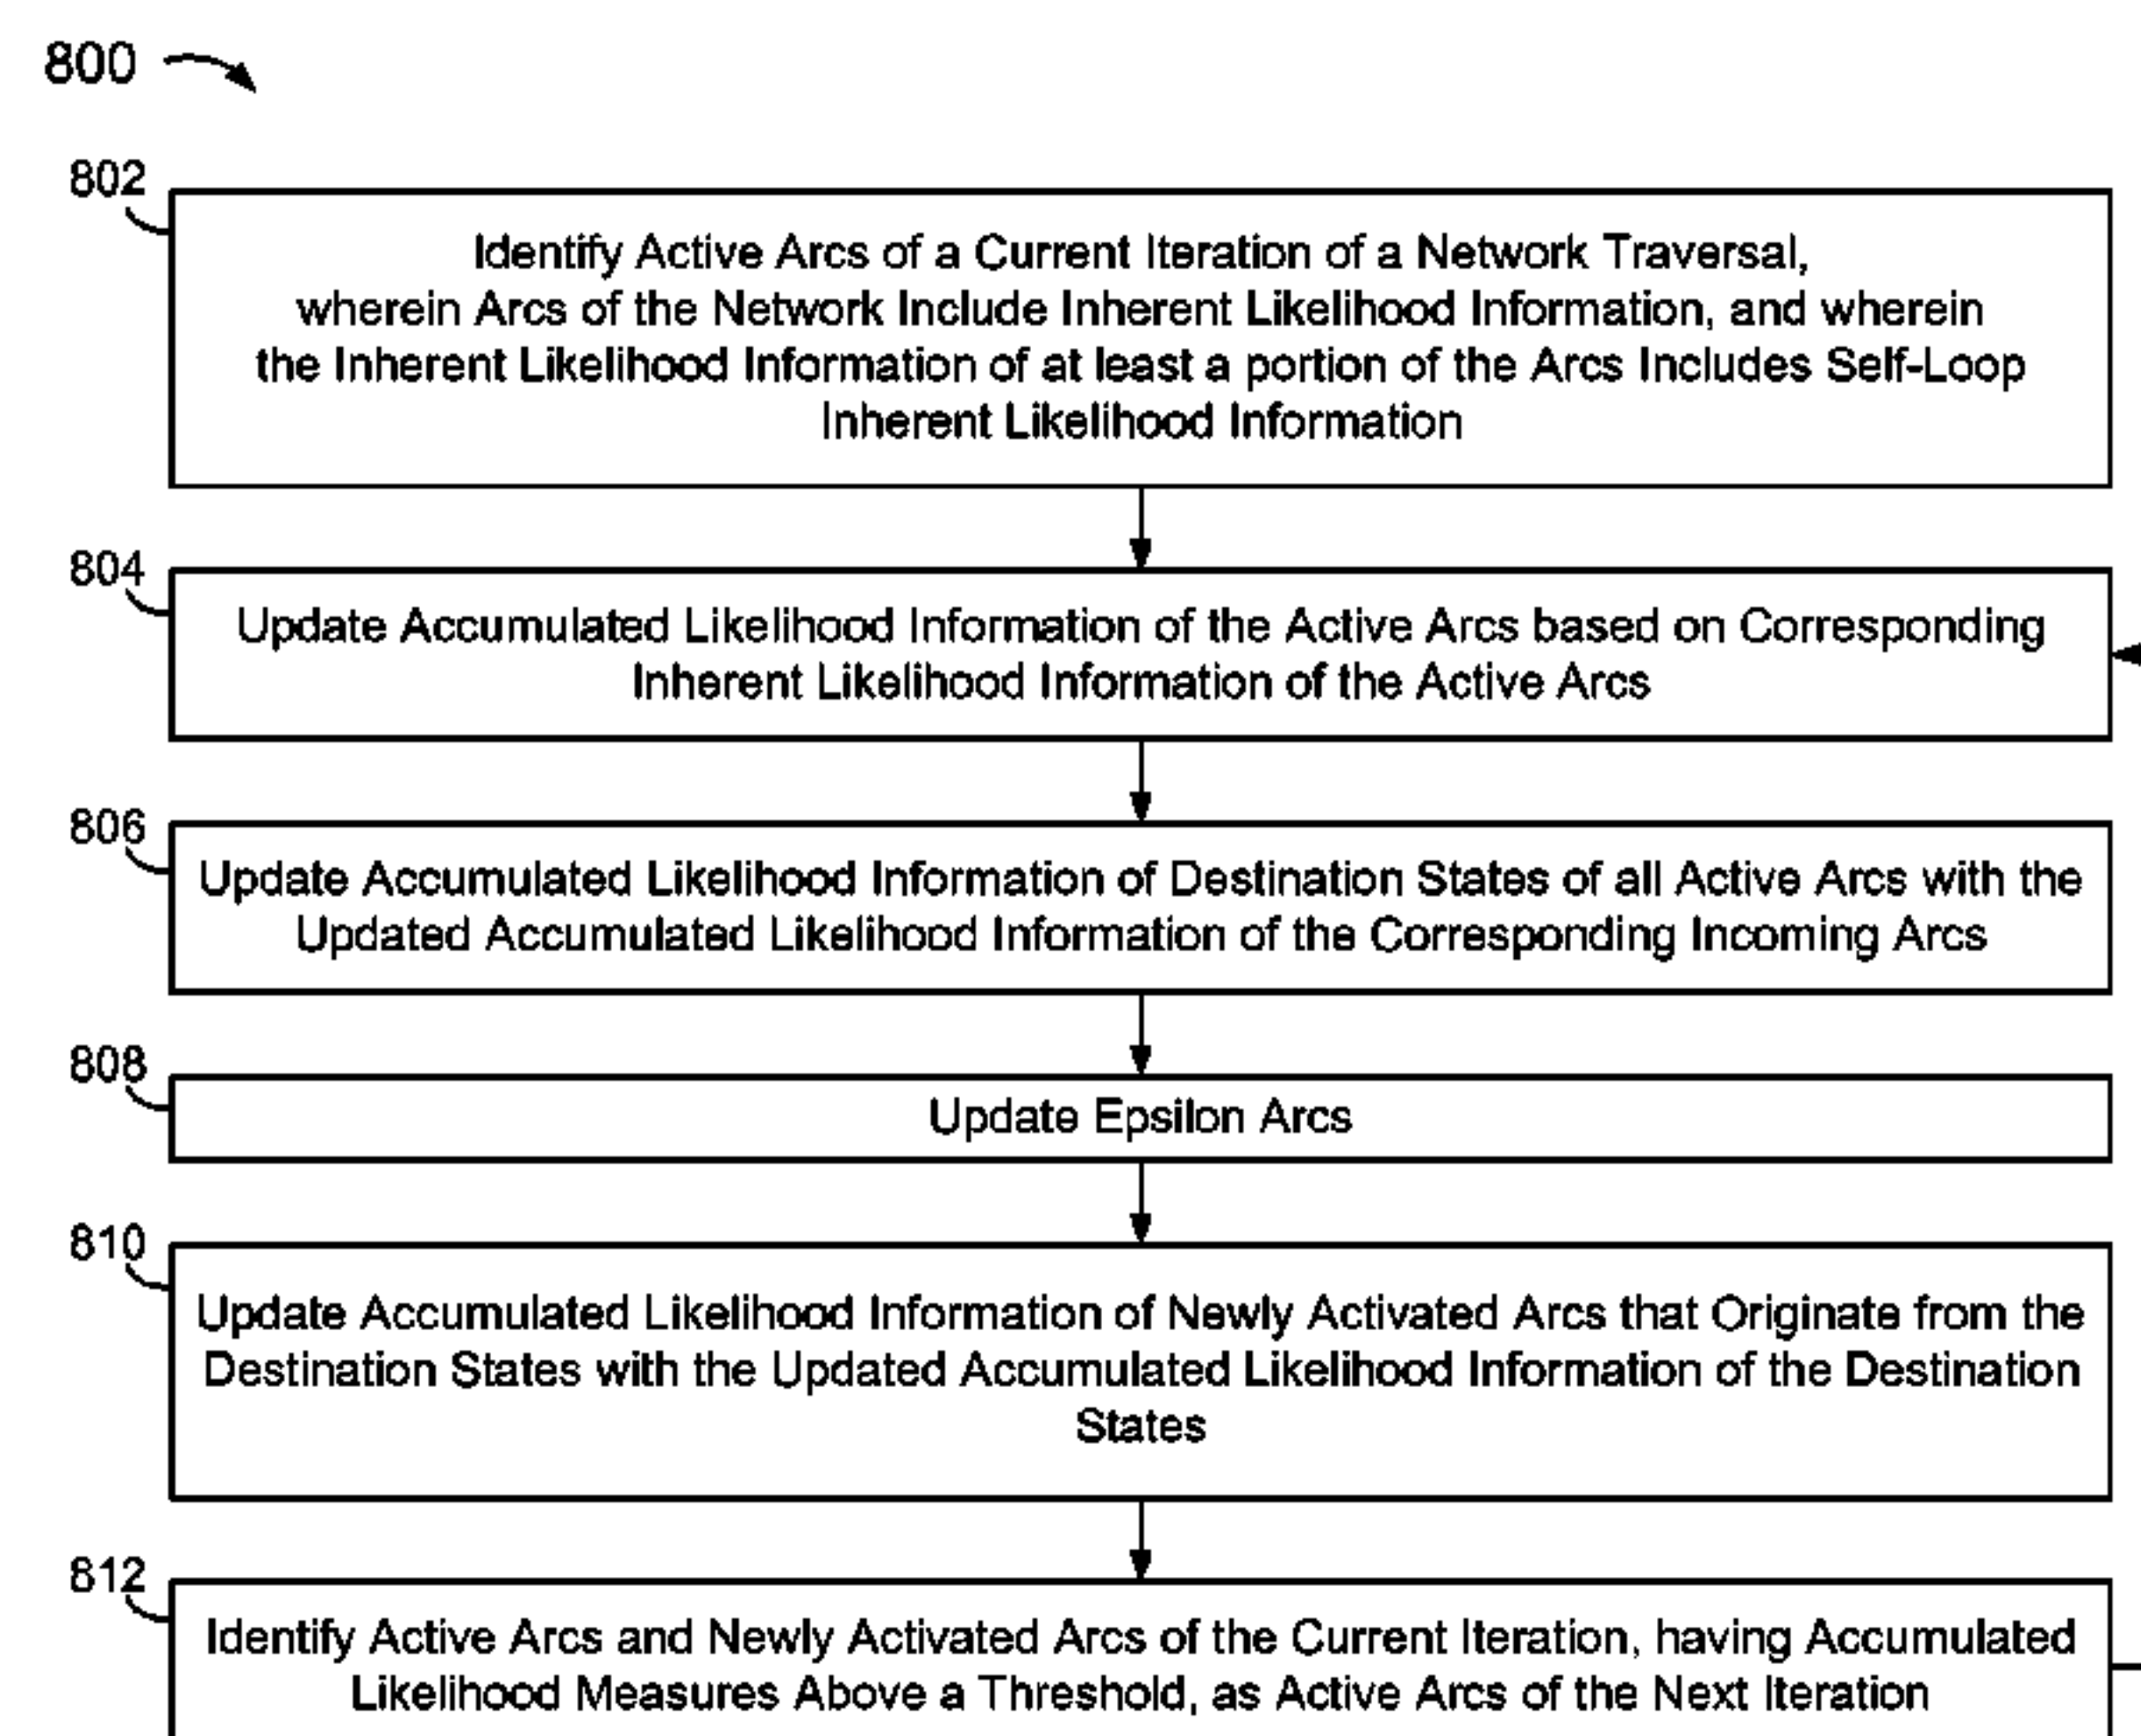 800
802
Identify Active Arcs of a Current Iteration of a Network Traversal,
wherein Arcs of the Network Include Inherent Likelihood Information, and wherein
the Inherent Likelihood Information of at least a portion of the Arcs Includes Self-Loop
Inherent Likelihood Information
804
Update Accumulated Likelihood Information of the Active Arcs based on Corresponding
Inherent Likelihood Information of the Active Arcs
806
Update Accumulated Likelihood Information of Destination States of all Active Arcs with the
Updated Accumulated Likelihood Information of the Corresponding Incoming Arcs
808
Update Epsilon Arcs
810
Update Accumulated Likelihood Information of Newly Activated Arcs that Originate from the
Destination States with the Updated Accumulated Likelihood Information of the Destination
States
812
Identify Active Arcs and Newly Activated Arcs of the Current Iteration, having Accumulated
Likelihood Measures Above a Threshold, as Active Arcs of the Next Iteration